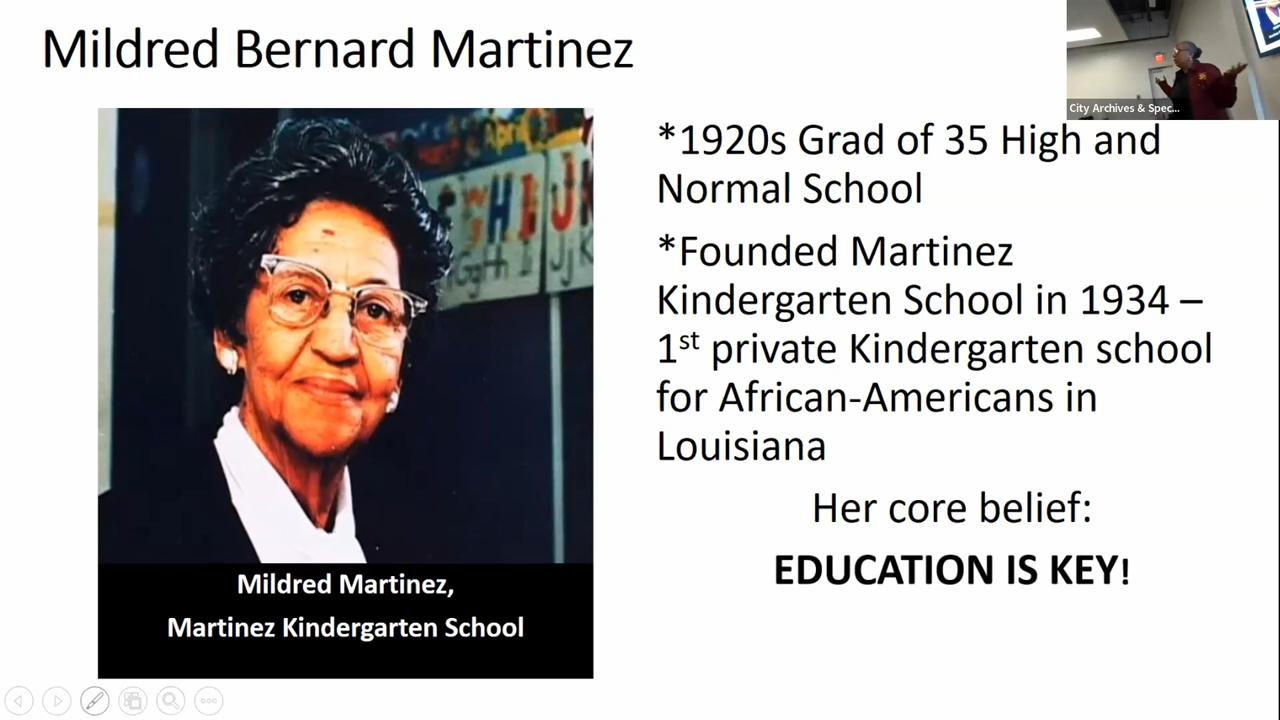 Mildred Bernard Martinez
City Archives & Spec...
*1920s Grad of 35 High and
Normal School
*Founded Martinez
Kindergarten School in 1934 –
1st private Kindergarten school
for African-Americans in
Louisiana
Her core belief:
EDUCATION IS KEY!
Mildred Martinez,
Martinez Kindergarten School